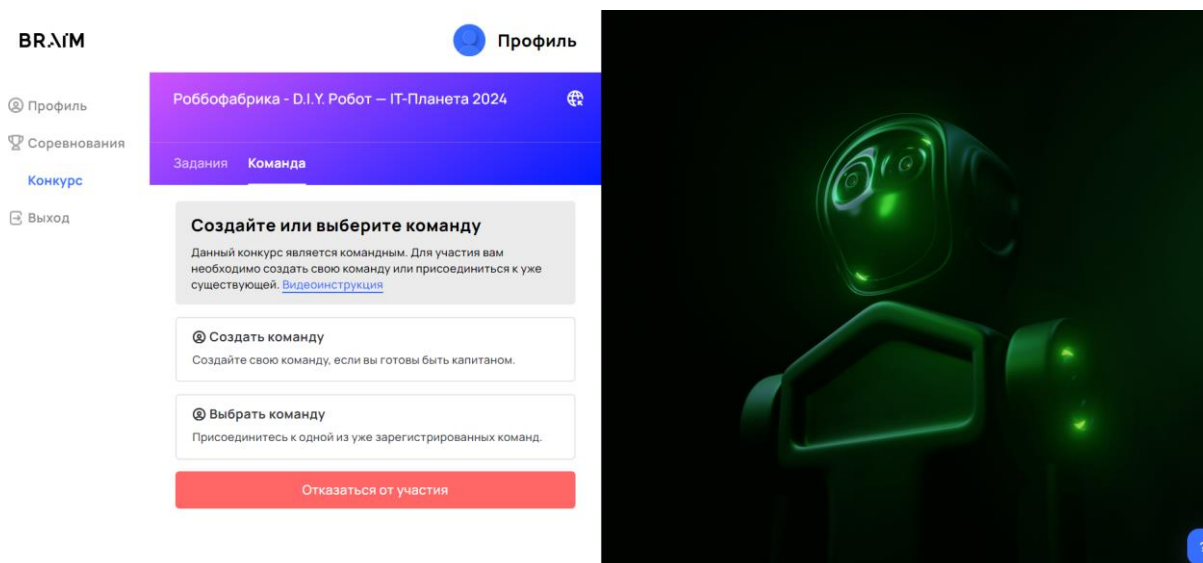 BRAIM
Профиль
Профиль
Соревнования
Конкурс
Выход
Роббофабрика - D.I.Y. Робот — IT-Планета 2024
Задания Команда
Создайте или выберите команду
Данный конкурс является командным. Для участия вам
необходимо создать свою команду или присоединиться к уже
существующей. Видеоинструкция
Создать команду
Создайте свою команду, если вы готовы быть капитаном.
Выбрать команду
Присоединитесь к одной из уже зарегистрированных команд.
Отказаться от участия
?